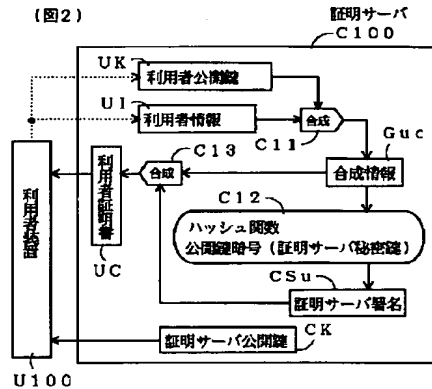 (図2)
証明サーバ
C100
UK
利用者公開鍵
UI
利用者情報
合成
C11
Guc
C13
合成
合成情報
利用者装置
利用者証明書
UC
C12
ハッシュ関数
公開鍵暗号(証明サーバ秘密鍵)
CSu
証明サーバ署名
証明サーバ公開鍵
CK
U100